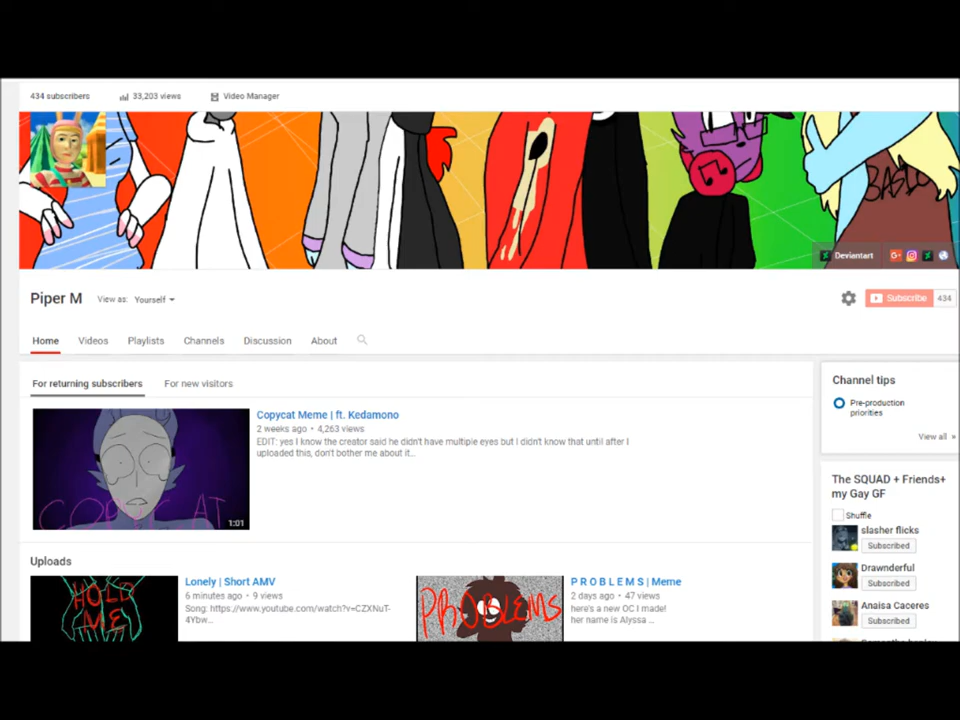 434 subscribers 33,203 views Video Manager
BASLO
Deviantart
Piper M View as: Yourself
Subscribe 434
Home Videos Playlists Channels Discussion About
For returning subscribers For new visitors
Copycat Meme | ft. Kedamono
2 weeks ago • 4,263 views
EDIT: yes I know the creator said he didn't have multiple eyes but I didn't know that until after I
uploaded this, don't bother me about it...
COPYCAT
1:01
Uploads
HOLD
ME
Lonely | Short AMV
6 minutes ago • 9 views
Song: https://www.youtube.com/watch?v=CZXNuT-
4Ybw...
PROBLEMS
P R O B L E M S | Meme
2 days ago • 47 views
here's a new OC I made!
her name is Alyssa ...
Channel tips
Pre-production
priorities
View all »
The SQUAD + Friends+
my Gay GF
Shuffle
slasher flicks
Subscribed
Drawnderful
Subscribed
Anaisa Caceres
Subscribed